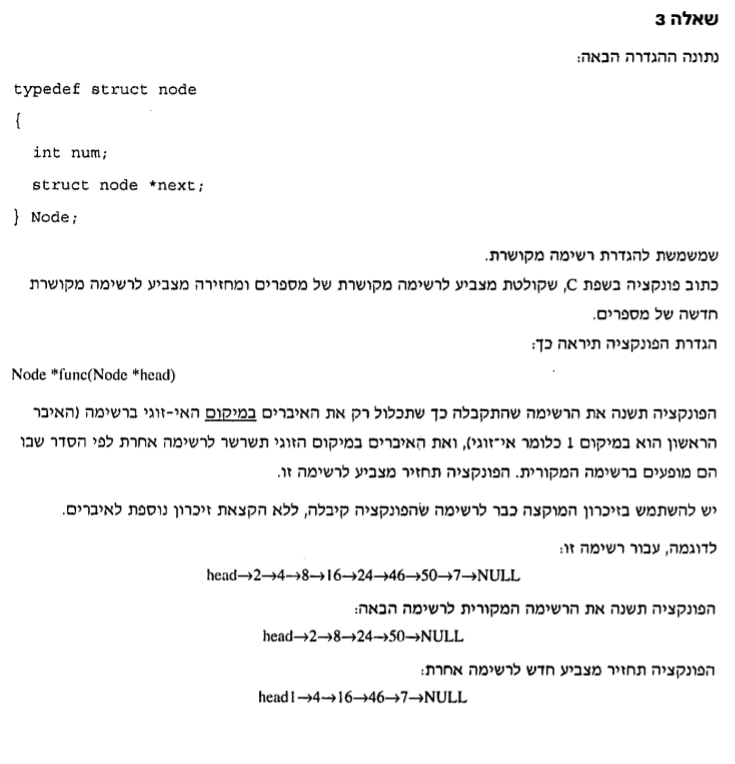 שאלה 3
נתונה ההגדרה הבאה:
typedef struct node
{
int num;
struct node *next;
} Node;
שמשמשת להגדרת רשימה מקושרת.
כתוב פונקציה בשפת C, שקולטת מצביע לרשימה מקושרת של מספרים ומחזירה מצביע לרשימה מקושרת
חדשה של מספרים.
הגדרת הפונקציה תיראה כך:
Node *func(Node *head)
הפונקציה תשנה את הרשימה שהתקבלה כך שתכלול רק את האיברים במיקום האי-זוגי ברשימה (האיבר
הראשון הוא במיקום 1 כלומר אי-זוגי), ואת האיברים במיקום הזוגי תשרשר לרשימה אחרת לפי הסדר שבו
הם מופעים ברשימה המקורית. הפונקציה תחזיר מצביע לרשימה זו.
יש להשתמש בזיכרון המוקצה כבר לרשימה שהפונקציה קיבלה, ללא הקצאת זיכרון נוספת לאיברים.
לדוגמה, עבור רשימה זו:
head→2→4→8→16→24→46→50→7→NULL
הפונקציה תשנה את הרשימה המקורית לרשימה הבאה:
head→2→8→24→50→NULL
הפונקציה תחזיר מצביע חדש לרשימה אחרת:
head1→4→16→46→7→NULL